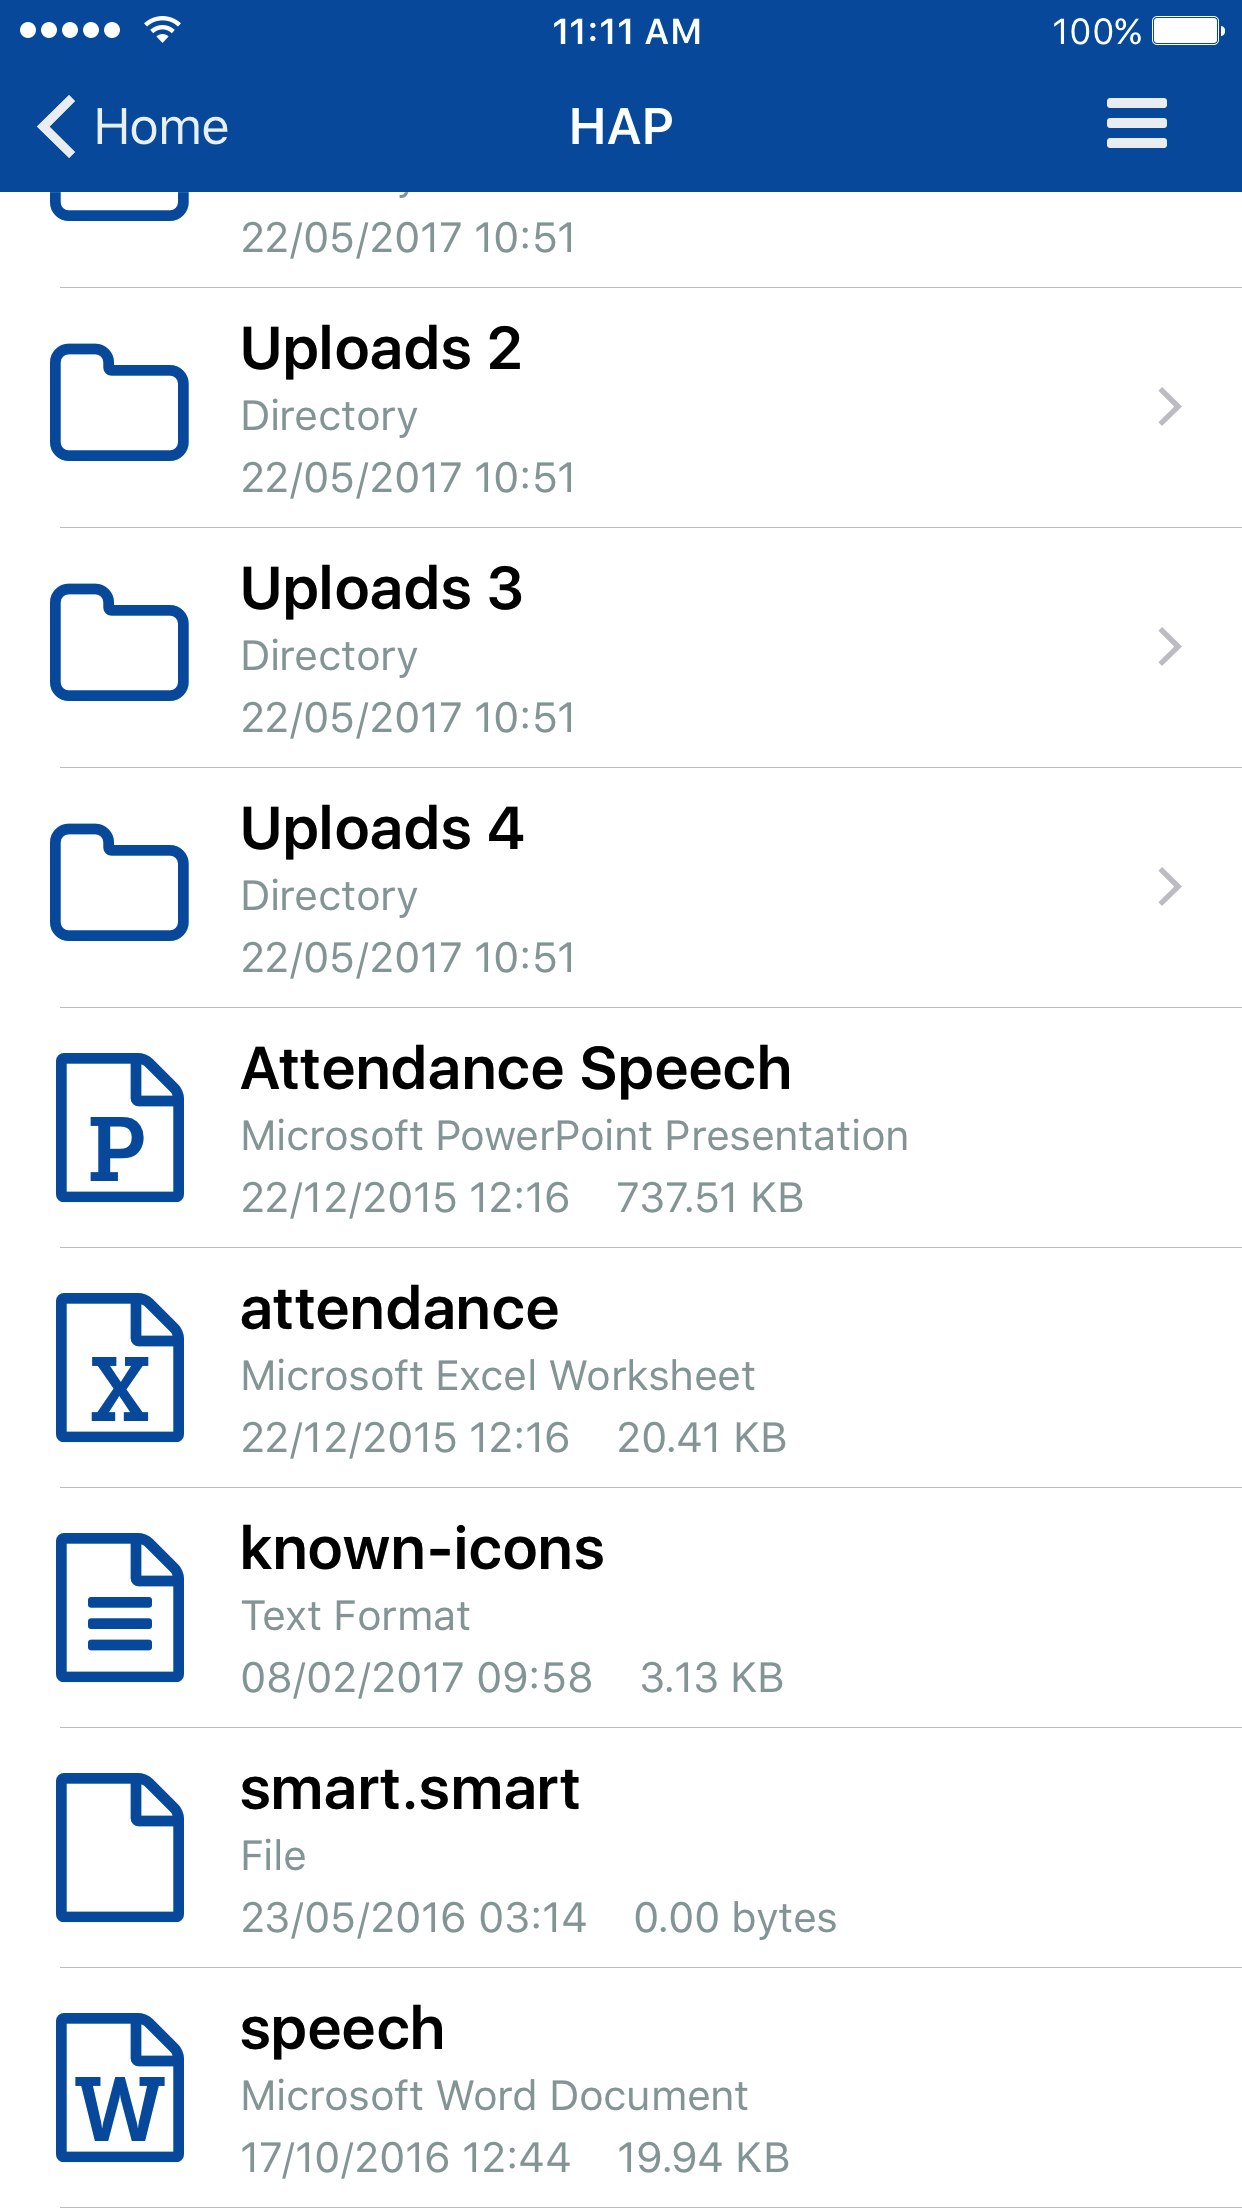 11:11 AM
100%
Home
HAP
22/05/2017 10:51
Uploads 2
Directory
22/05/2017 10:51
Uploads 3
Directory
22/05/2017 10:51
Uploads 4
Directory
22/05/2017 10:51
P
Attendance Speech
Microsoft PowerPoint Presentation
22/12/2015 12:16 737.51 KB
X
attendance
Microsoft Excel Worksheet
22/12/2015 12:16 20.41 KB
known-icons
Text Format
08/02/2017 09:58 3.13 KB
smart.smart
File
23/05/2016 03:14 0.00 bytes
W
speech
Microsoft Word Document
17/10/2016 12:44 19.94 KB